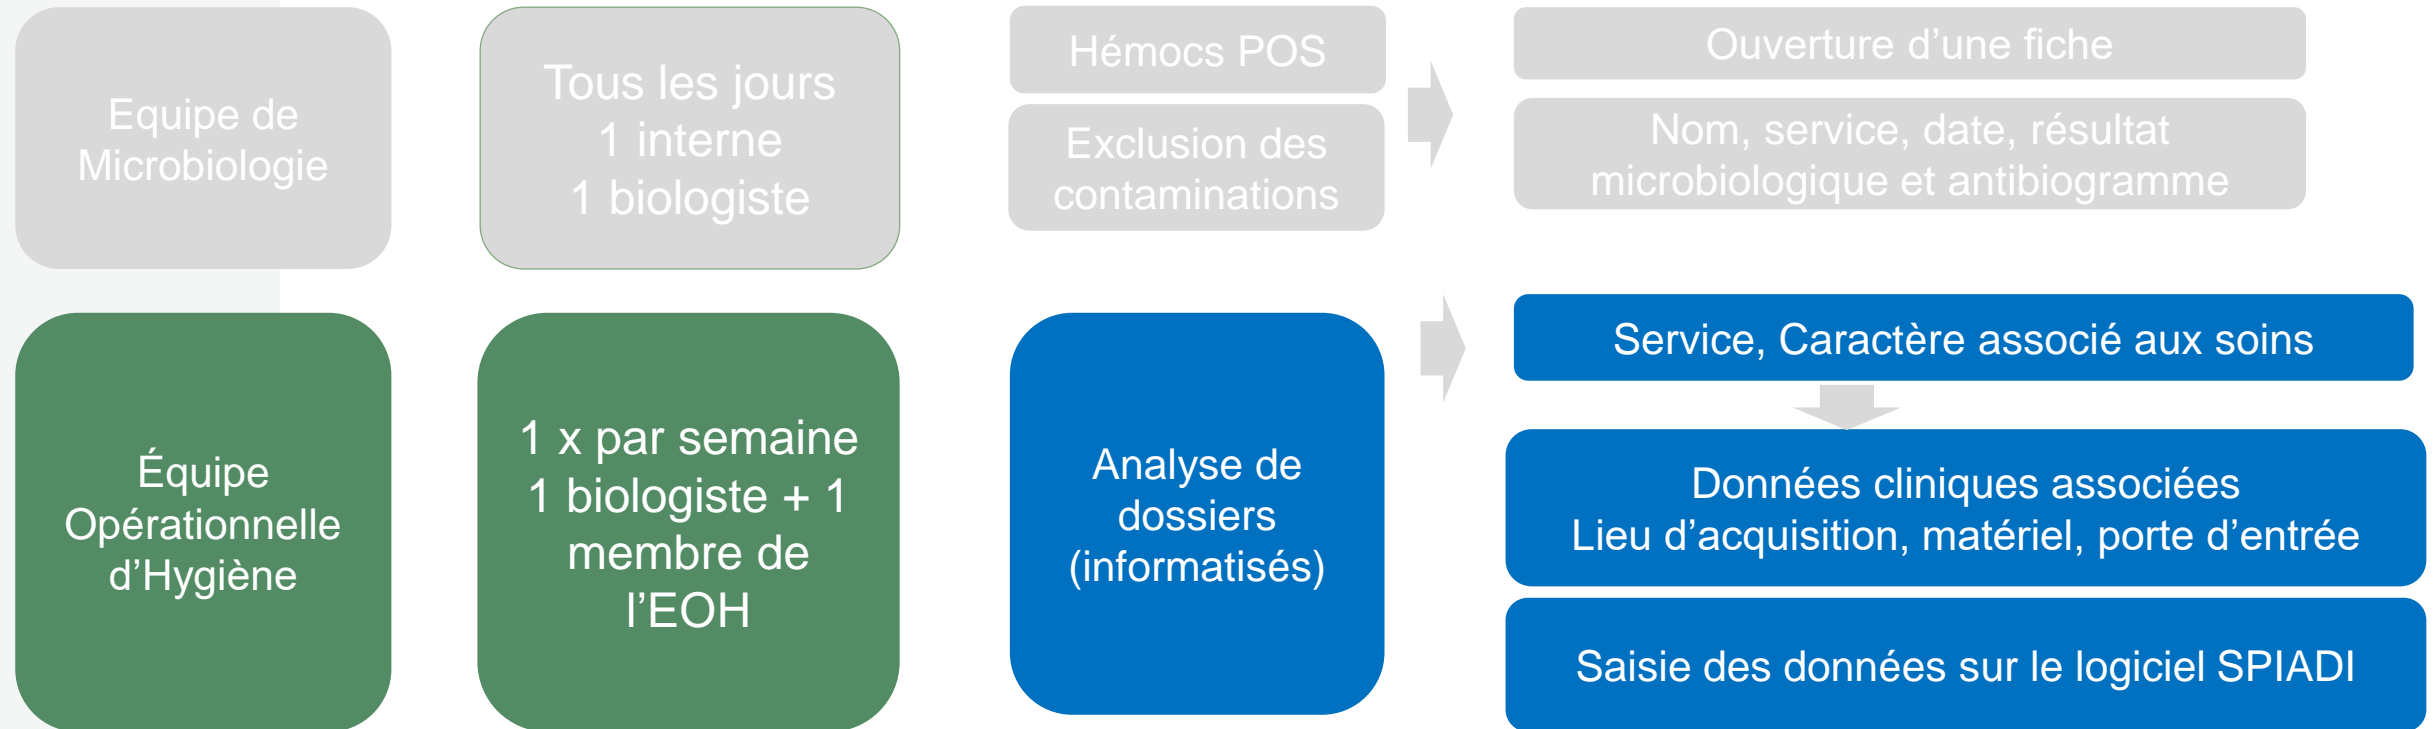 Equipe de
Microbiologie
Tous les jours
1 interne
1 biologiste
Hémocs POS
Exclusion des
contaminations
Ouverture d’une fiche
Nom, service, date, résultat
microbiologique et antibiogramme
Équipe
Opérationnelle
d’Hygiène
1 x par semaine
1 biologiste + 1
membre de
l’EOH
Analyse de
dossiers
(informatisés)
Service, Caractère associé aux soins
Données cliniques associées
Lieu d’acquisition, matériel, porte d’entrée
Saisie des données sur le logiciel SPIADI